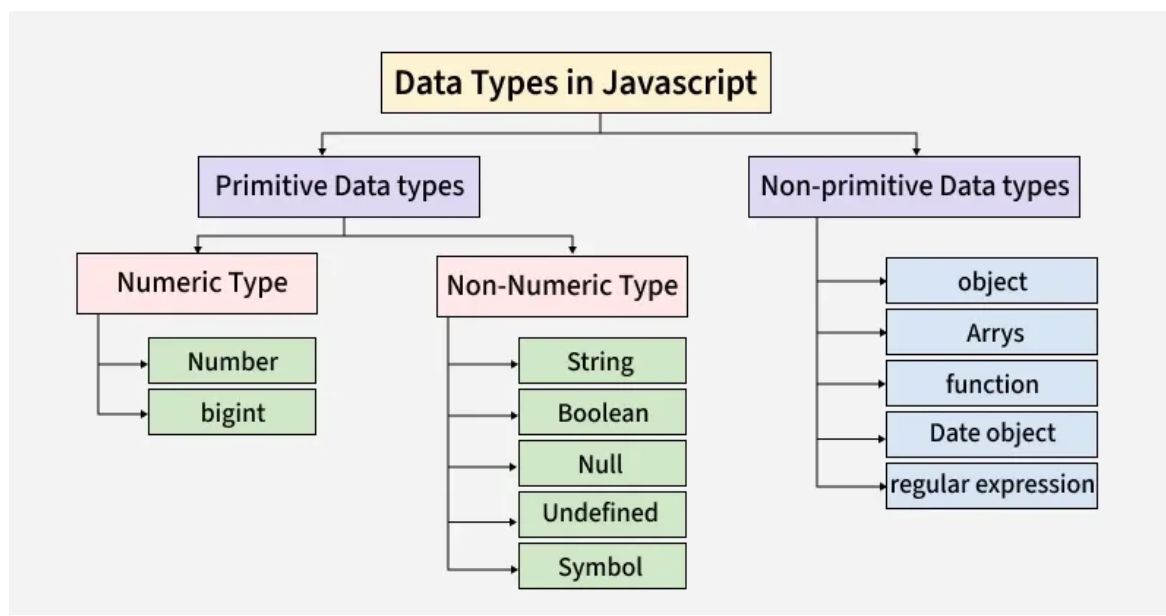 Data Types in Javascript
Primitive Data types
Non-primitive Data types
Numeric Type
Non-Numeric Type
Number
bigint
String
Boolean
Null
Undefined
Symbol
object
Arrys
function
Date object
regular expression